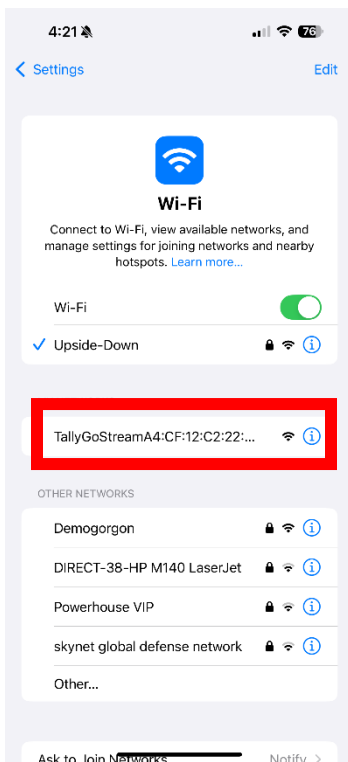 4:21
76
Settings
Edit
Wi-Fi
Connect to Wi-Fi, view available networks, and
manage settings for joining networks and nearby
hotspots. Learn more...
Wi-Fi
Upside-Down
TallyGoStreamA4:CF:12:C2:22:...
OTHER NETWORKS
Demogorgon
DIRECT-38-HP M140 LaserJet
Powerhouse VIP
skynet global defense network
Other...
Ask to Join Networks
Notify